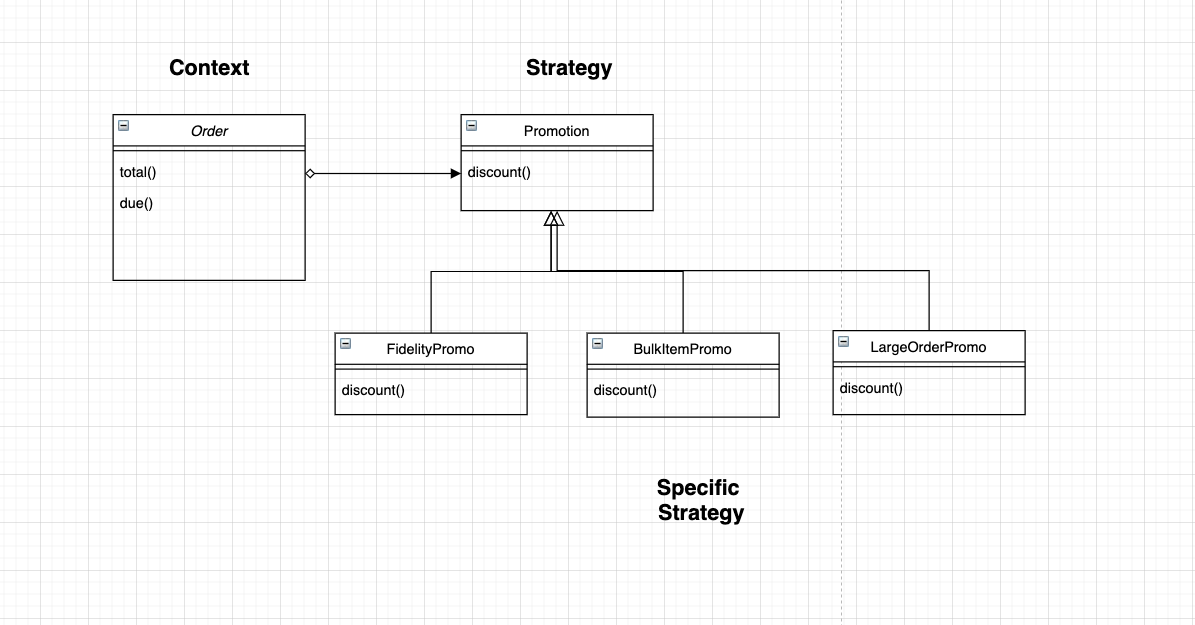 Context
Strategy
Order
total()
due()
Promotion
discount()
FidelityPromo
discount()
BulkItemPromo
discount()
LargeOrderPromo
discount()
Specific
Strategy